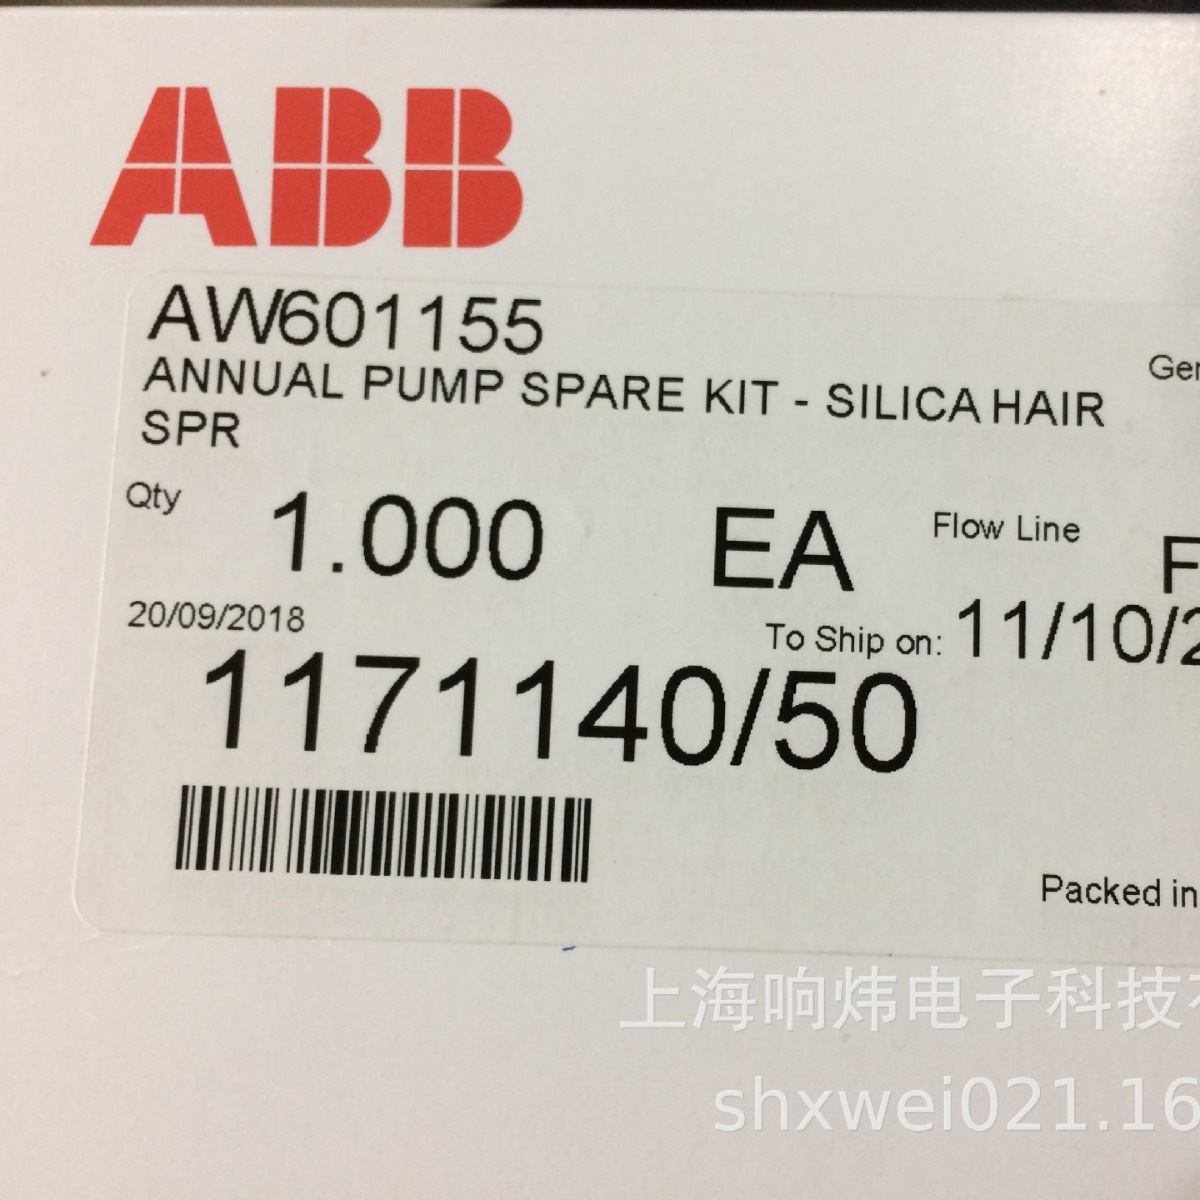 ABB
AW601155
ANNUAL PUMP SPARE KIT - SILICA HAIR
SPR
Qty 1.000 EA Flow Line
20/09/2018 To Ship on: 11/10/2
1171140/50
Packed in
上海响炜电子科技
shxwei021.16